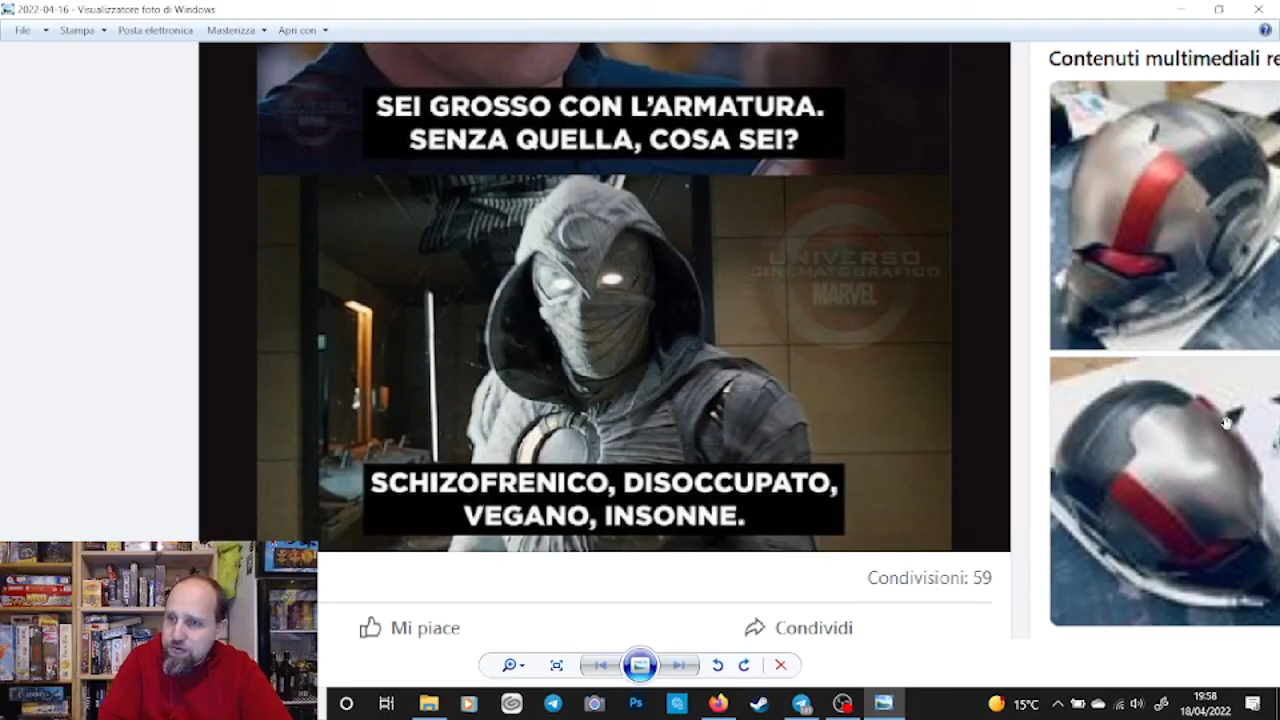 2022-04-16 - Visualizzatore foto di Windows
File Stampa Posta elettronica Masterizza Apri con
Contenuti multimediali re
SEI GROSSO CON L'ARMATURA.
SENZA QUELLA, COSA SEI?
UNIVERSO
CINEMATOGRAFICO
MARVEL
SCHIZOFRENICO, DISOCCUPATO,
VEGANO, INSONNE.
Condivisioni: 59
Mi piace
Condividi
Ps
15°C
19:58
18/04/2022